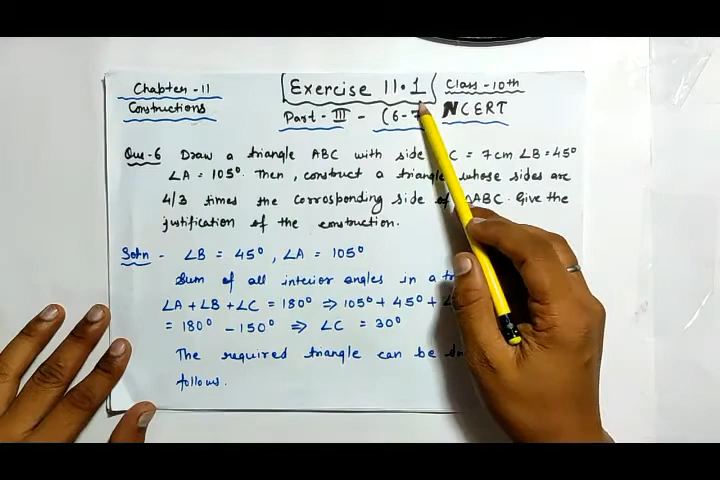 Chapter - 11
Constructions
Exercise 11.1
Class - 10th
NCERT
Part - III - (6-7
Que-6 Draw a triangle ABC with side C = 7cm ∠B = 45°
∠A = 105°. Then, construct a triangle whose sides are
4/3 times the corrosponding side of ABC. Give the
justification of the construction.
Soln - ∠B = 45°, ∠A = 105°
Sum of all interior angles in a
∠A + ∠B + ∠C = 180° ⇒ 105° + 45° +
= 180° - 150° ⇒ ∠C = 30°
The required triangle can be
follows.